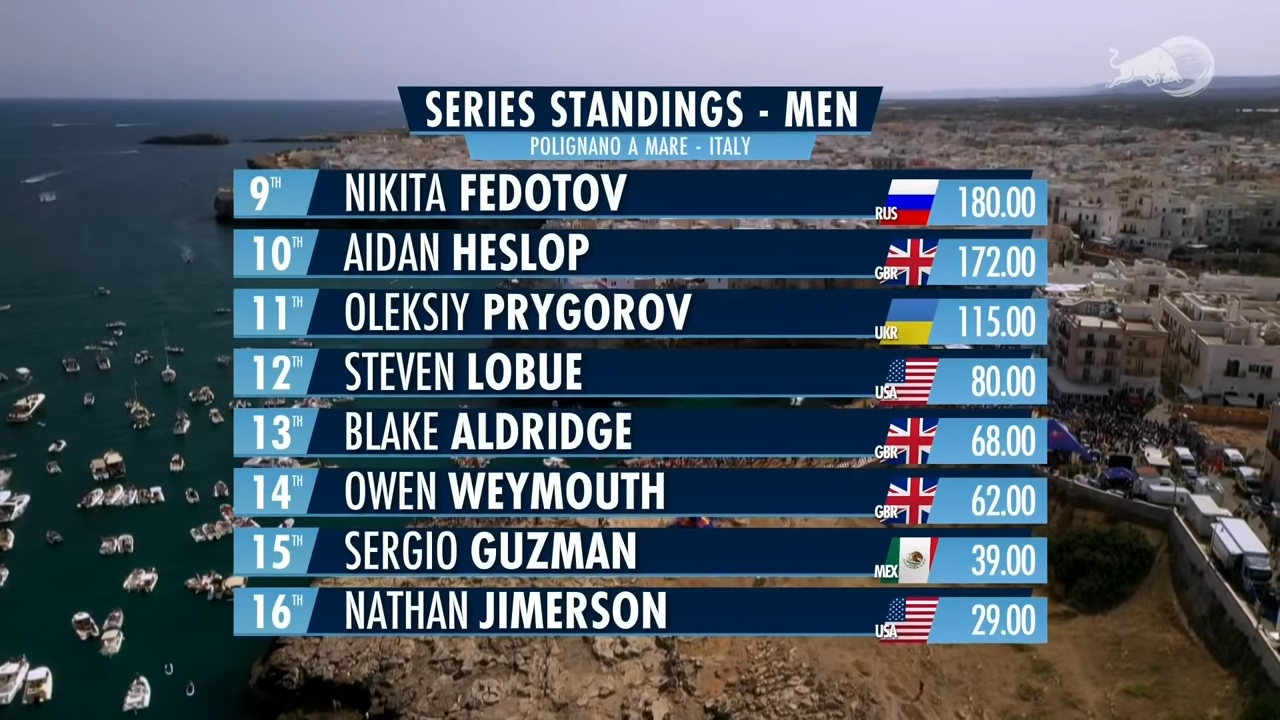 SERIES STANDINGS - MEN
POLIGNANO A MARE - ITALY
9TH NIKITA FEDOTOV RUS 180.00
10TH AIDAN HESLOP GBR 172.00
11TH OLEKSIY PRYGOROV UKR 115.00
12TH STEVEN LOBUE USA 80.00
13TH BLAKE ALDRIDGE GBR 68.00
14TH OWEN WEYMOUTH GBR 62.00
15TH SERGIO GUZMAN MEX 39.00
16TH NATHAN JIMERSON USA 29.00